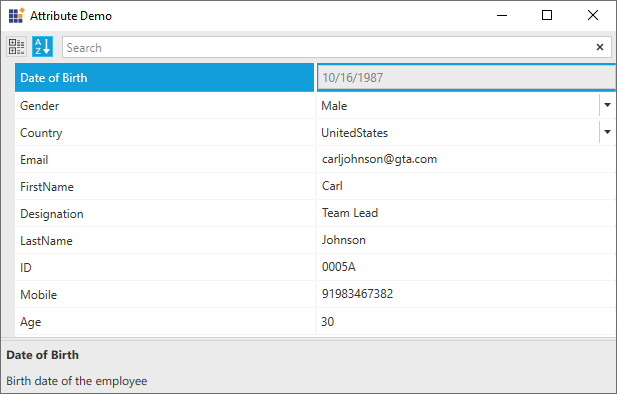 Attribute Demo
A Z Search
Date of Birth 10/16/1987
Gender Male
Country UnitedStates
Email carljohnson@gta.com
FirstName Carl
Designation Team Lead
LastName Johnson
ID 0005A
Mobile 91983467382
Age 30
Date of Birth
Birth date of the employee